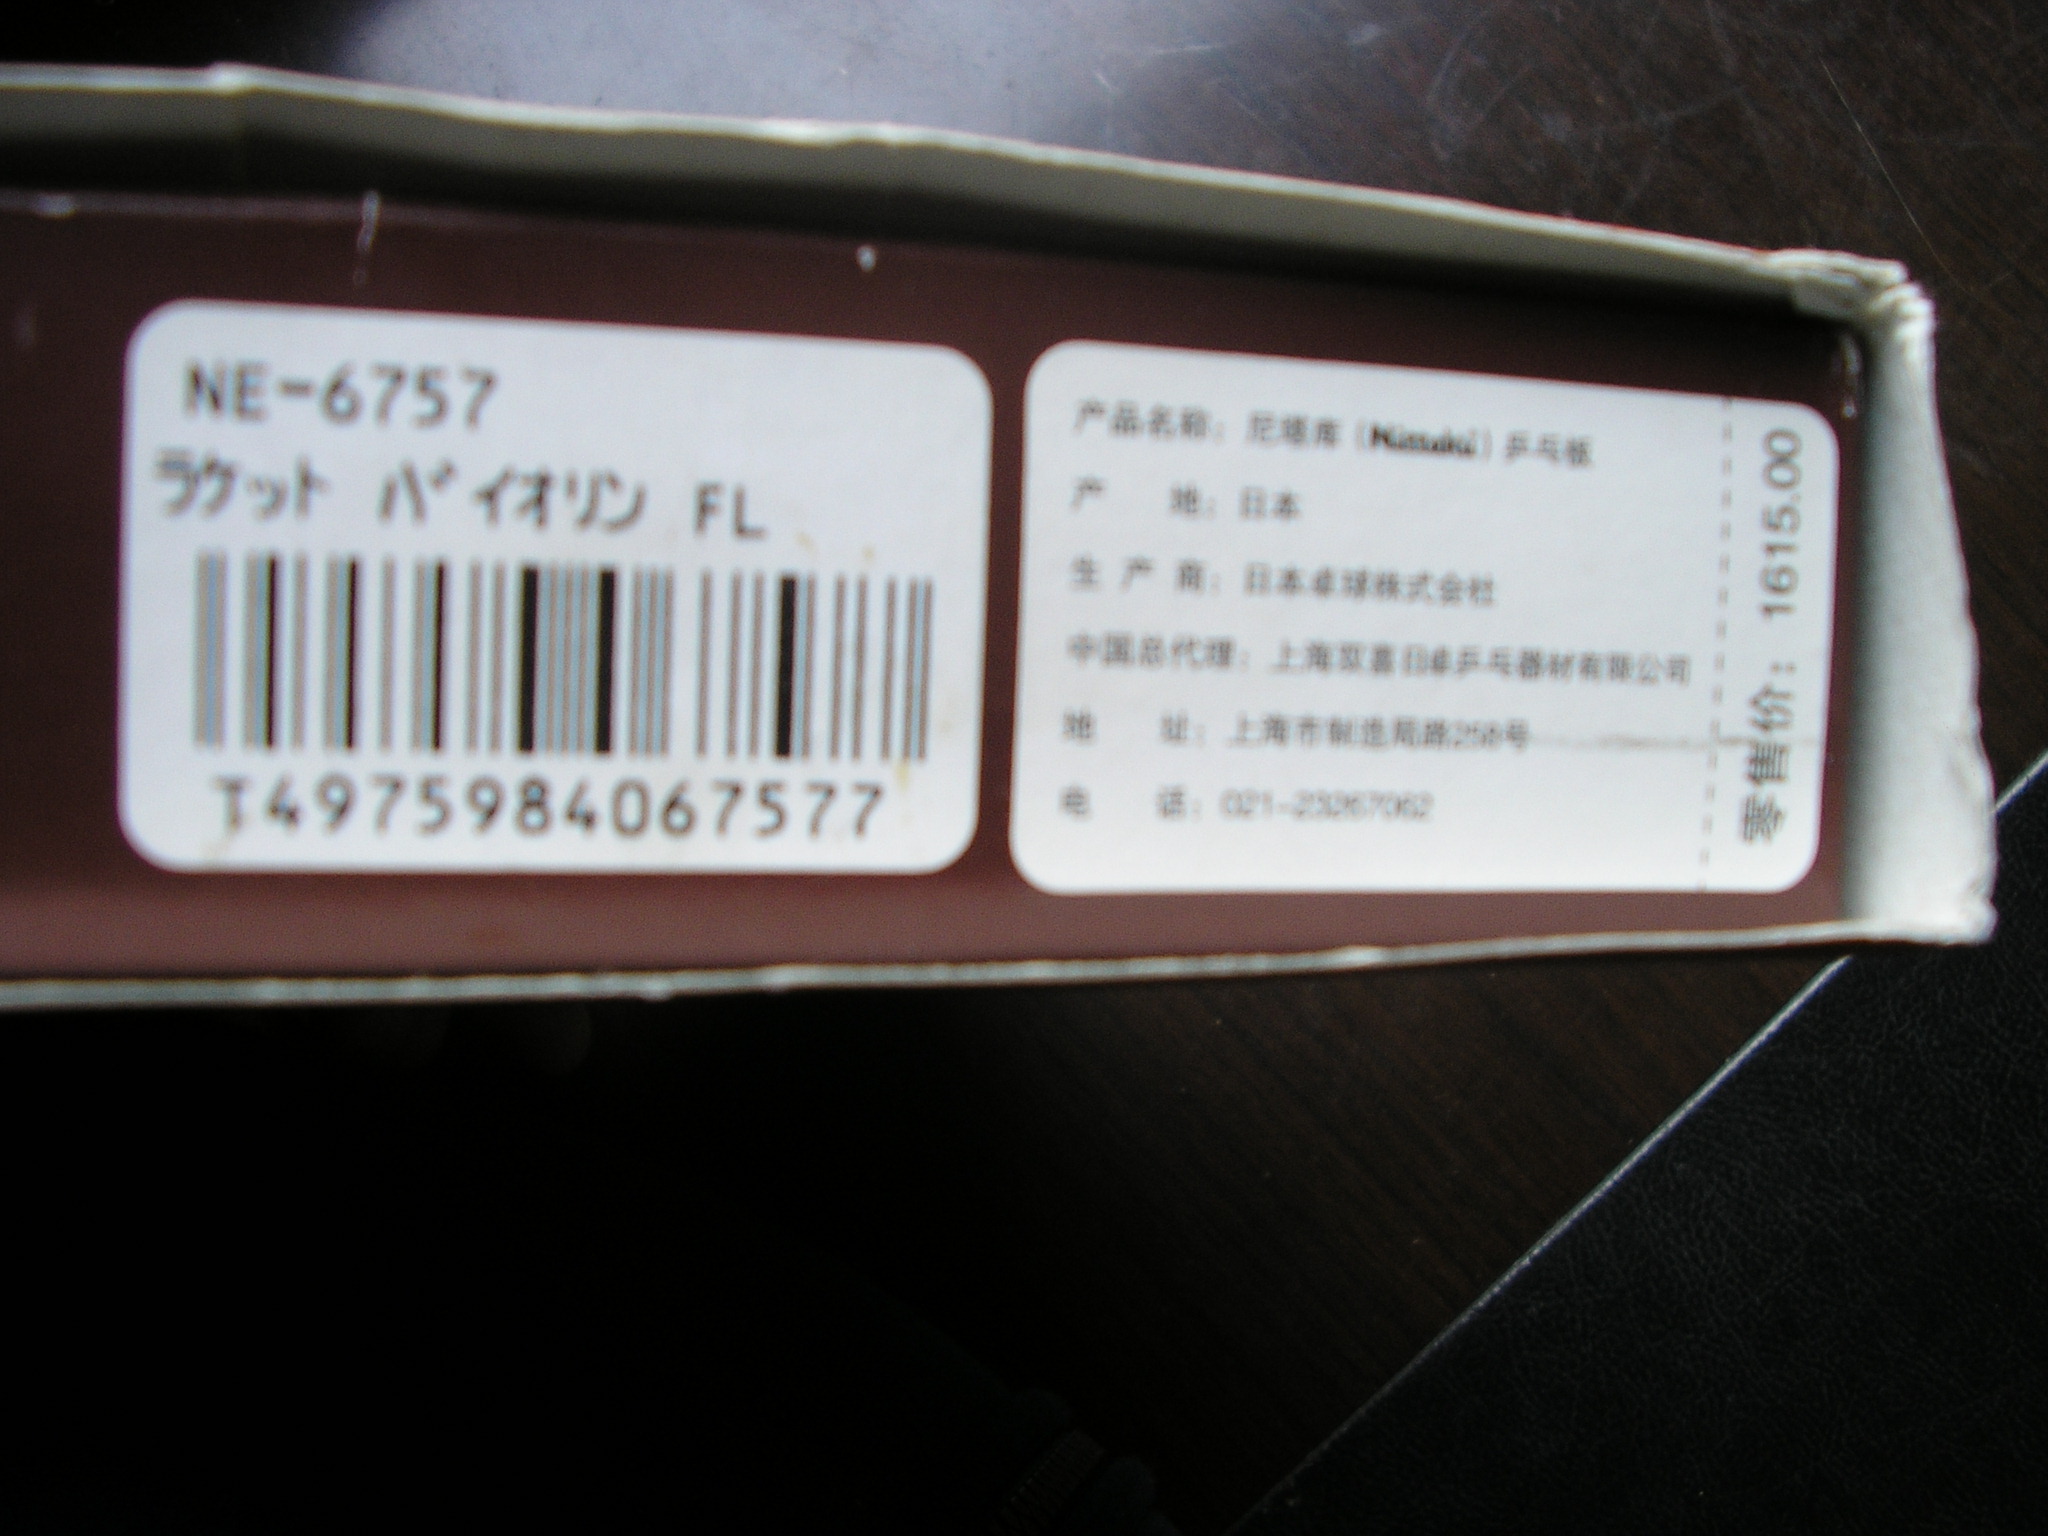 NE-6757
ラケット バイオリン FL
T4975984067577
产品名称：尼塔库（Nittaku）乒乓板
产 地：日本
生 产 商：日本卓球株式会社
中国总代理：上海双喜日卓乒乓器材有限公司
地 址：上海市制造局路258号
电 话：021-23267062
零售价：1615.00